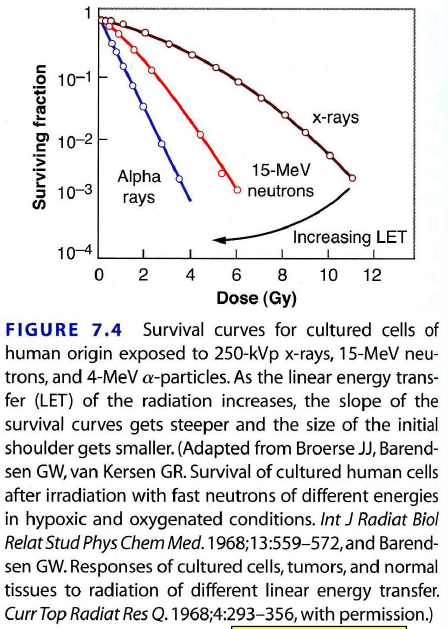 1
10−1
10−2
10−3
10−4
Surviving fraction
x-rays
Alpha
rays
15-MeV
neutrons
Increasing LET
0 2 4 6 8 10 12
Dose (Gy)
FIGURE 7.4 Survival curves for cultured cells of
human origin exposed to 250-kVp x-rays, 15-MeV neu-
trons, and 4-MeV α-particles. As the linear energy trans-
fer (LET) of the radiation increases, the slope of the
survival curves gets steeper and the size of the initial
shoulder gets smaller. (Adapted from Broerse JJ, Barend-
sen GW, van Kersen GR. Survival of cultured human cells
after irradiation with fast neutrons of different energies
in hypoxic and oxygenated conditions. Int J Radiat Biol
Relat Stud Phys Chem Med. 1968;13:559–572, and Barend-
sen GW. Responses of cultured cells, tumors, and normal
tissues to radiation of different linear energy transfer.
Curr Top Radiat Res Q. 1968;4:293–356, with permission.)